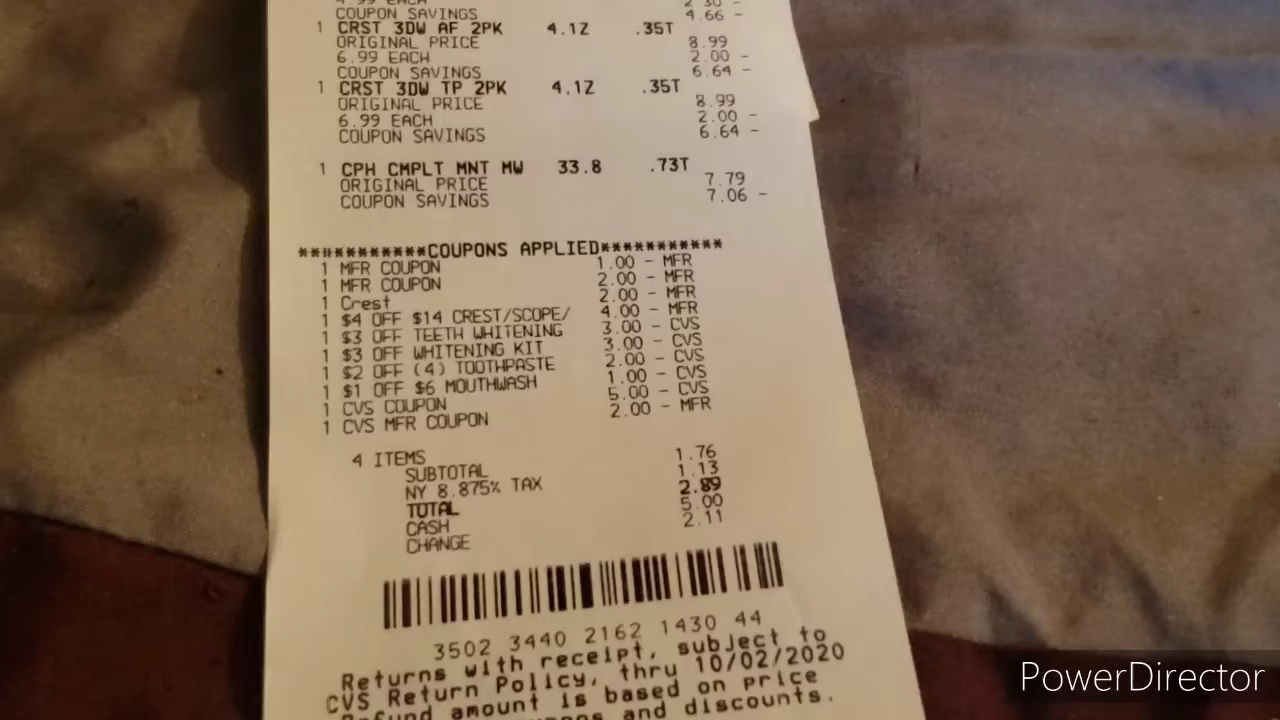 4.99 EACH 2.30 -
COUPON SAVINGS 4.66 -
1 CRST 3DW AF 2PK 4.1Z .35T
ORIGINAL PRICE 8.99
6.99 EACH 2.00 -
COUPON SAVINGS 6.64 -
1 CRST 3DW TP 2PK 4.1Z .35T
ORIGINAL PRICE 8.99
6.99 EACH 2.00 -
COUPON SAVINGS 6.64 -
1 CPH CMPLT MNT MW 33.8 .73T
ORIGINAL PRICE 7.79
COUPON SAVINGS 7.06 -
***********COUPONS APPLIED***********
1 MFR COUPON 1.00 - MFR
1 MFR COUPON 2.00 - MFR
1 Crest 2.00 - MFR
1 $4 OFF $14 CREST/SCOPE/ 4.00 - MFR
1 $3 OFF TEETH WHITENING 3.00 - CVS
1 $3 OFF WHITENING KIT 3.00 - CVS
1 $2 OFF (4) TOOTHPASTE 2.00 - CVS
1 $1 OFF $6 MOUTHWASH 1.00 - CVS
1 CVS COUPON 5.00 - CVS
1 CVS MFR COUPON 2.00 - MFR
4 ITEMS
SUBTOTAL 1.76
NY 8.875% TAX 1.13
TOTAL 2.89
CASH 5.00
CHANGE 2.11
3502 3440 2162 1430 44
Returns with receipt, subject to
CVS Return Policy, thru 10/02/2020
Refund amount is based on price
and discounts.
PowerDirector